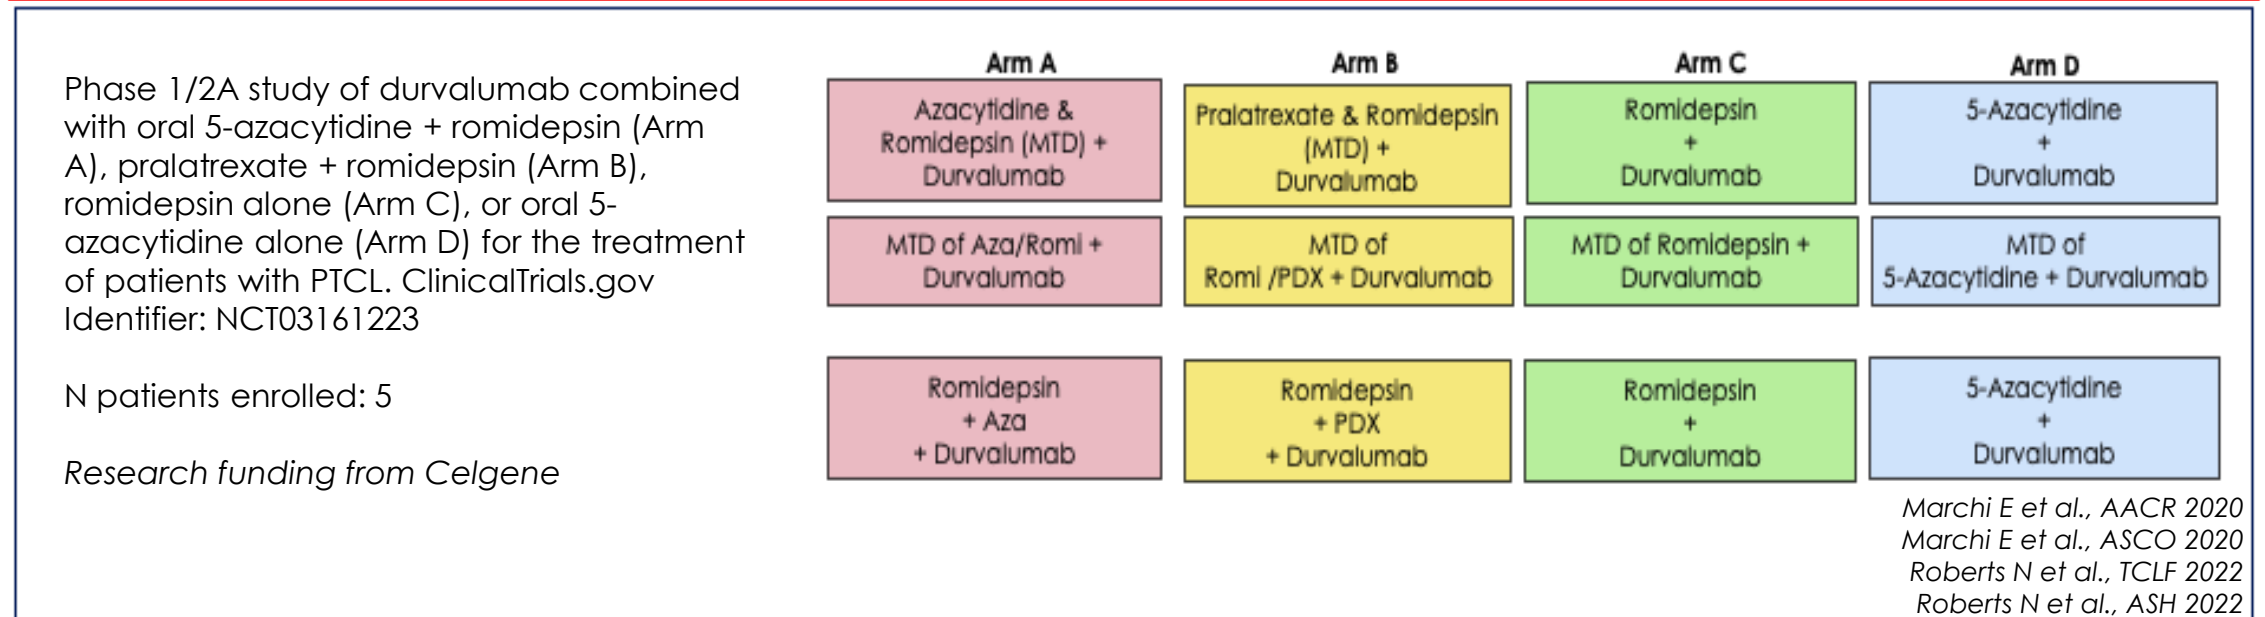 Phase 1/2A study of durvalumab combined
with oral 5-azacytidine + romidepsin (Arm
A), pralatrexate + romidepsin (Arm B),
romidepsin alone (Arm C), or oral 5-
azacytidine alone (Arm D) for the treatment
of patients with PTCL. ClinicalTrials.gov
Identifier: NCT03161223
N patients enrolled: 5
Research funding from Celgene
Arm A
Azacytidine &
Romidepsin (MTD) +
Durvalumab
MTD of Aza/Romi +
Durvalumab
Romidepsin
+ Aza
+ Durvalumab
Arm B
Pralatrexate & Romidepsin
(MTD) +
Durvalumab
MTD of
Romi /PDX + Durvalumab
Romidepsin
+ PDX
+ Durvalumab
Arm C
Romidepsin
+
Durvalumab
MTD of Romidepsin +
Durvalumab
Romidepsin
+
Durvalumab
Arm D
5-Azacytidine
+
Durvalumab
MTD of
5-Azacytidine + Durvalumab
5-Azacytidine
+
Durvalumab
Marchi E et al., AACR 2020
Marchi E et al., ASCO 2020
Roberts N et al., TCLF 2022
Roberts N et al., ASH 2022